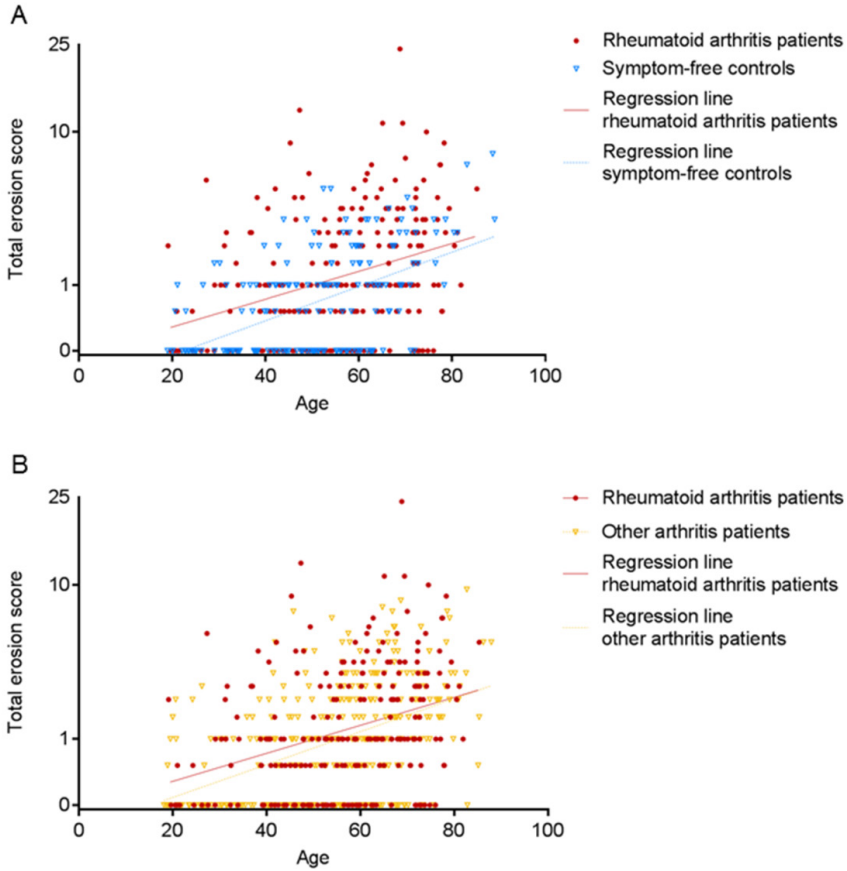 A
25
10
1
0
Total erosion score
0
20
40
60
80
100
Age
Rheumatoid arthritis patients
Symptom-free controls
Regression line
rheumatoid arthritis patients
Regression line
symptom-free controls
B
25
10
1
0
Total erosion score
0
20
40
60
80
100
Age
Rheumatoid arthritis patients
Other arthritis patients
Regression line
rheumatoid arthritis patients
Regression line
other arthritis patients